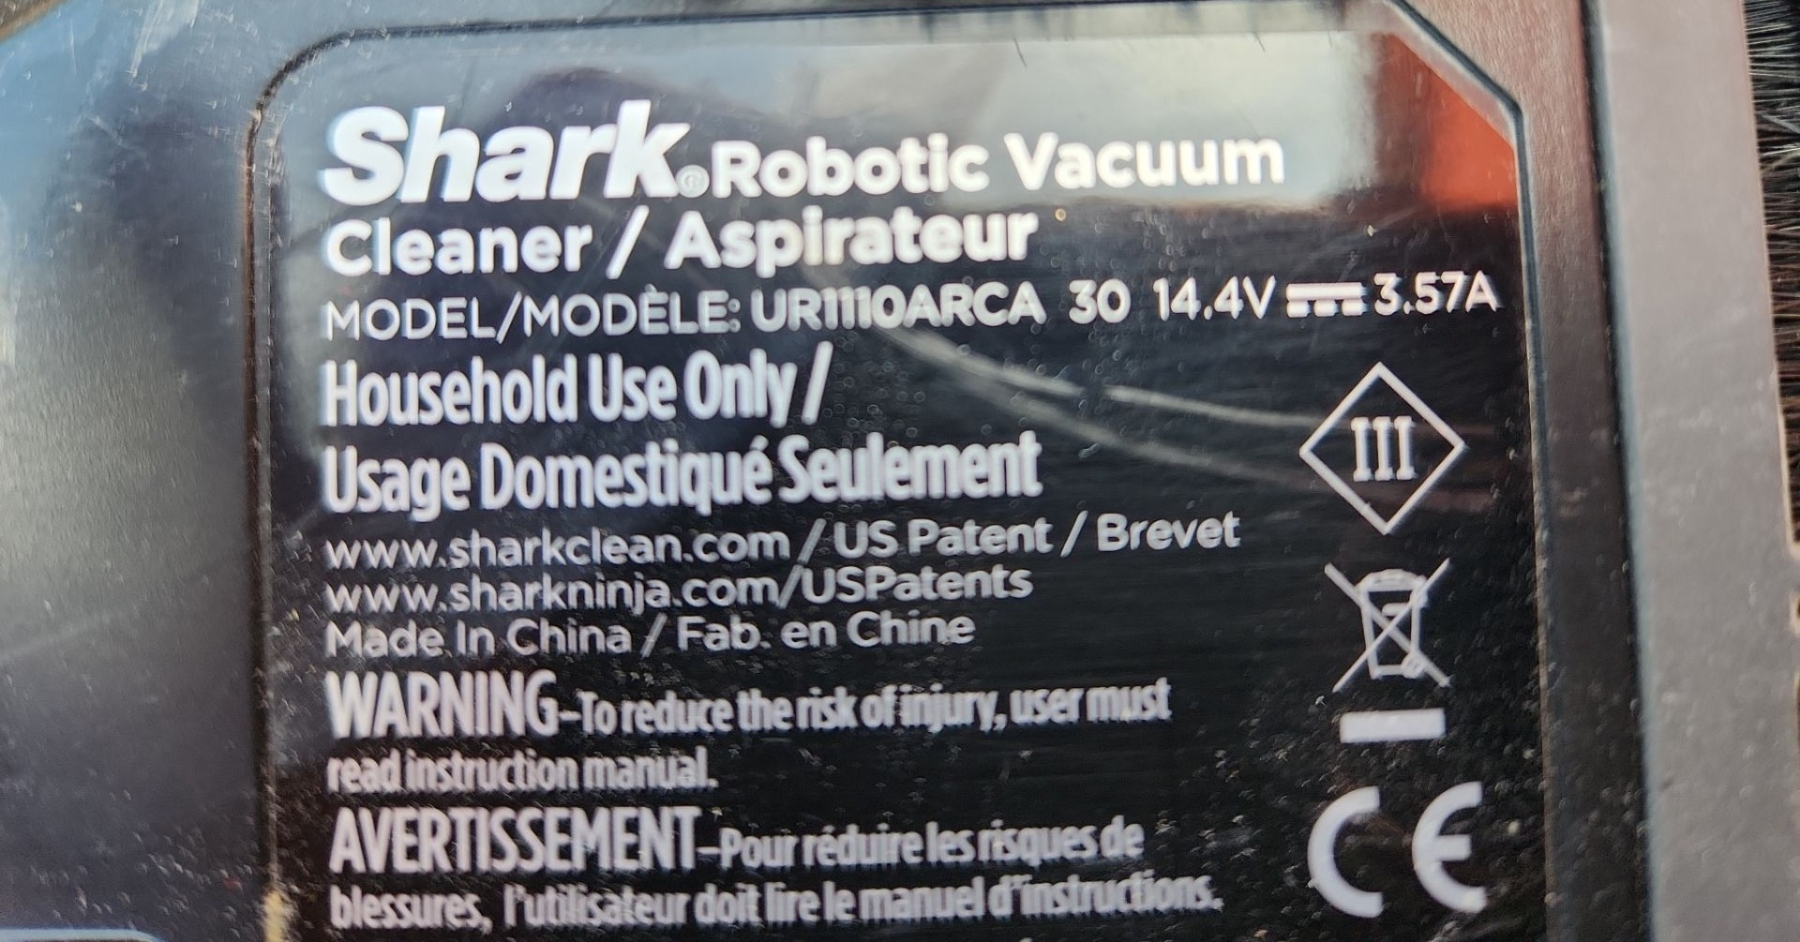 Shark® Robotic Vacuum
Cleaner / Aspirateur
MODEL/MODÈLE: UR1110ARCA 30 14.4V ⎓ 3.57A
Household Use Only /
Usage Domestiqué Seulement
III
www.sharkclean.com / US Patent / Brevet
www.sharkninja.com/USPatents
Made In China / Fab. en Chine
WARNING–To reduce the risk of injury, user must
read instruction manual.
AVERTISSEMENT–Pour réduire les risques de
blessures, l'utilisateur doit lire le manuel d'instructions.
CE